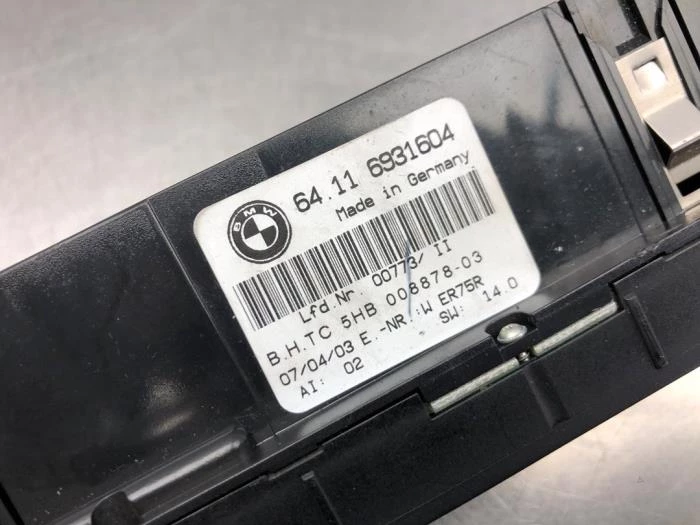 BMW
64.11 6931604
Made in Germany
Lfd.Nr. 00773/ II
B.H.TC 5HB 008878-03
07/04/03 E.-NR.:W ER75R
AI: 02 SW: 14.0